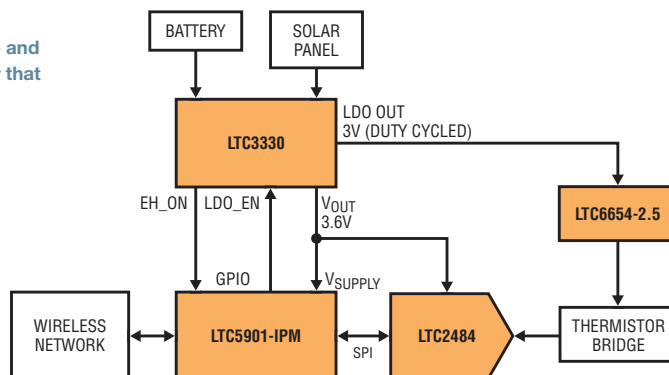 and
that
BATTERY
SOLAR
PANEL
LDO OUT
3V (DUTY CYCLED)
LTC3330
EH_ON
LDO_EN
VOUT
3.6V
LTC6654-2.5
GPIO
VSUPPLY
WIRELESS
NETWORK
LTC5901-IPM
SPI
LTC2484
THERMISTOR
BRIDGE